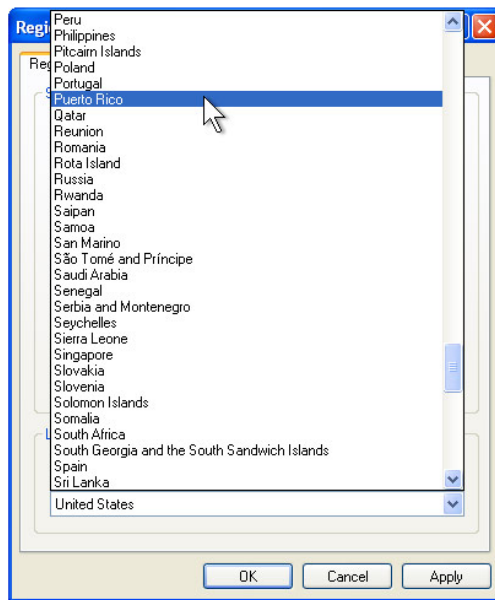 Regi
Reg
S
Peru
Philippines
Pitcairn Islands
Poland
Portugal
Puerto Rico
Qatar
Reunion
Romania
Rota Island
Russia
Rwanda
Saipan
Samoa
San Marino
São Tomé and Príncipe
Saudi Arabia
Senegal
Serbia and Montenegro
Seychelles
Sierra Leone
Singapore
Slovakia
Slovenia
Solomon Islands
Somalia
South Africa
South Georgia and the South Sandwich Islands
Spain
Sri Lanka
L
United States
OK Cancel Apply